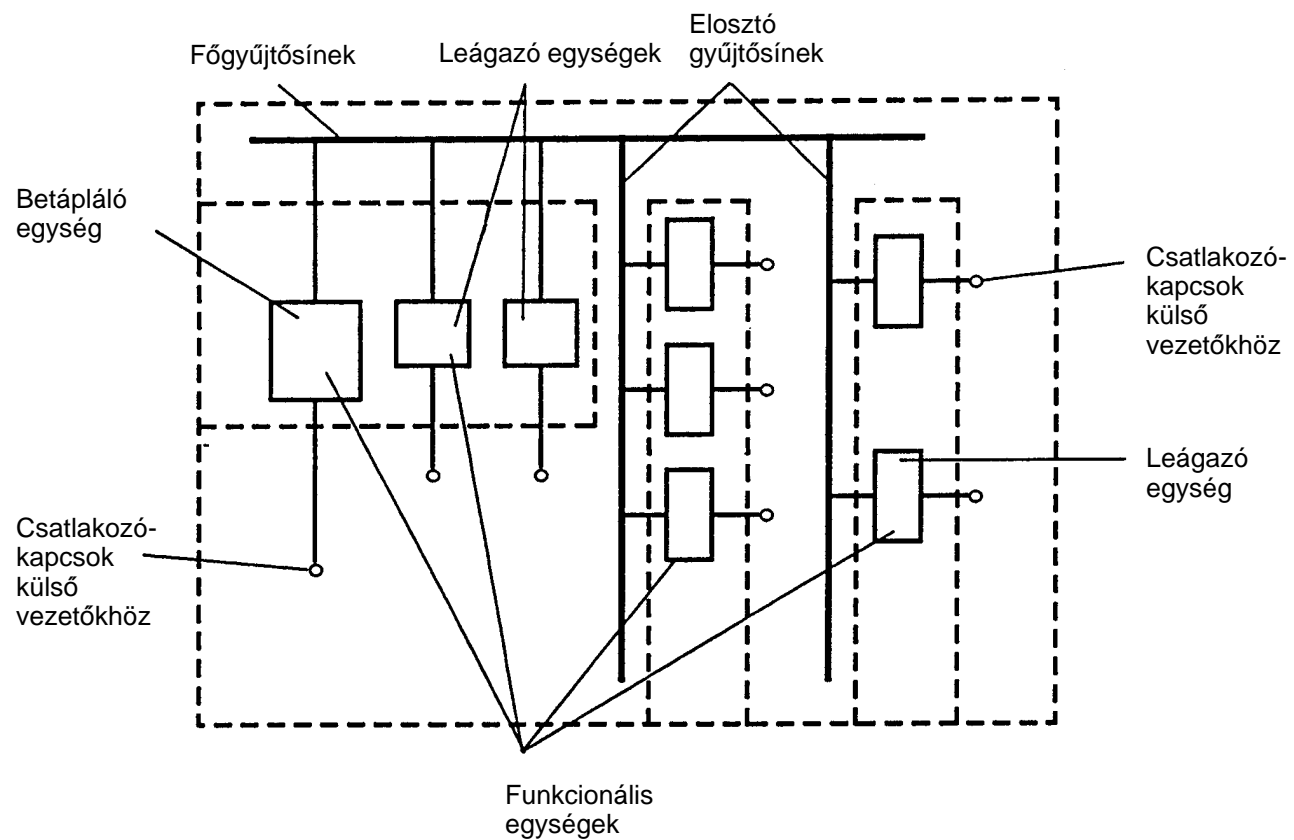 Elosztó
gyűjtősínek
Főgyűjtősínek
Leágazó egységek
Betápláló
egység
Csatlakozó-
kapcsok
külső
vezetőkhöz
Leágazó
egység
Csatlakozó-
kapcsok
külső
vezetőkhöz
Funkcionális
egységek